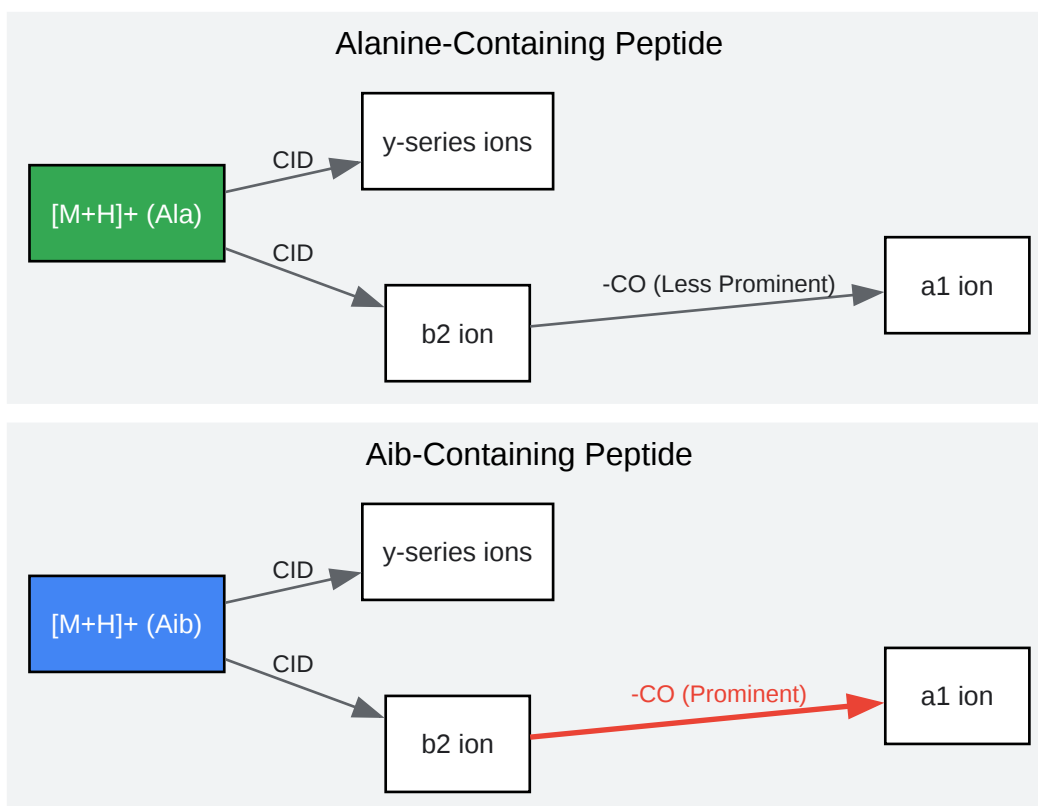 Alanine-Containing Peptide
y-series ions
CID
[M+H]+ (Ala)
CID
-CO (Less Prominent)
a1 ion
b2 ion
Aib-Containing Peptide
y-series ions
CID
[M+H]+ (Aib)
CID
-CO (Prominent)
a1 ion
b2 ion